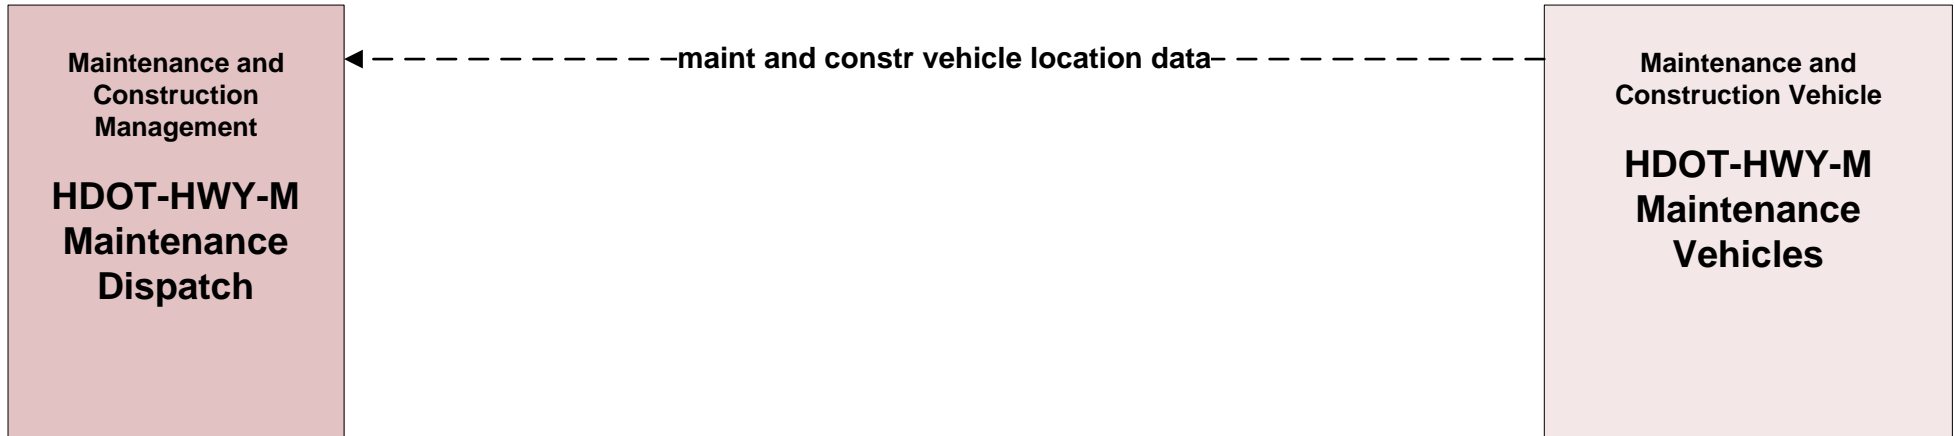 Maintenance and
Construction
Management
HDOT-HWY-M
Maintenance
Dispatch
maint and constr vehicle location data
Maintenance and
Construction Vehicle
HDOT-HWY-M
Maintenance
Vehicles